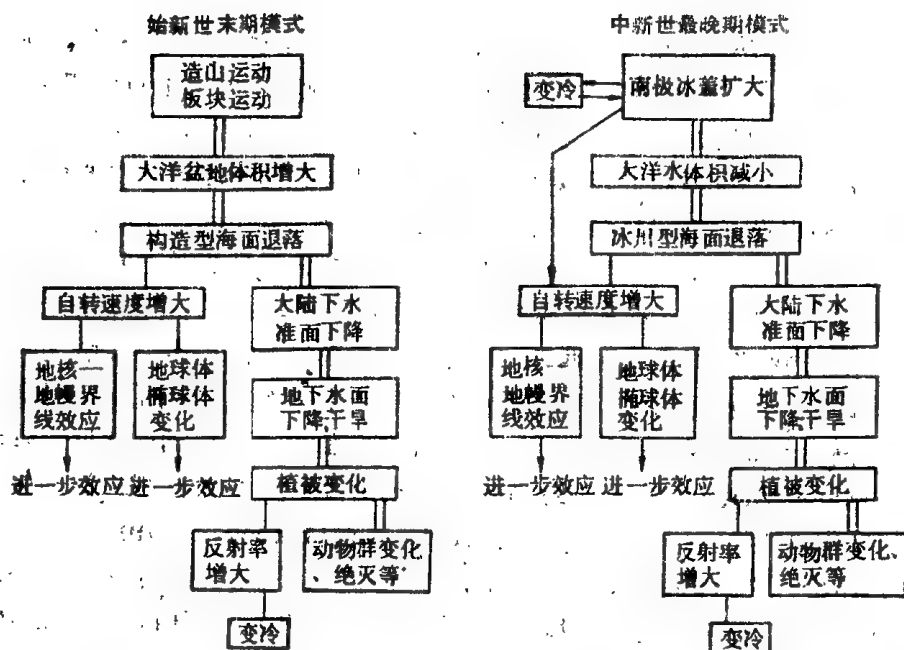 始新世末期模式
造山运动
板块运动
大洋盆地体积增大
构造型海面退落
自转速度增大
大陆下水
准面下降
地核—
地幔界
线效应
地球体
椭球体
变化
地下水面
下降干旱
进一步效应
进一步效应
植被变化
反射率
增大
动物群变化
、绝灭等
变冷
中新世最晚期模式
变冷
南极冰盖扩大
大洋水体积减小
冰川型海面退落
自转速度增大
大陆下水
准面下降
地核—
地幔界
线效应
地球体
椭球体
变化
地下水面
下降干旱
进一步效应
进一步效应
植被变化
反射率
增大
动物群变化、
绝灭等
变冷